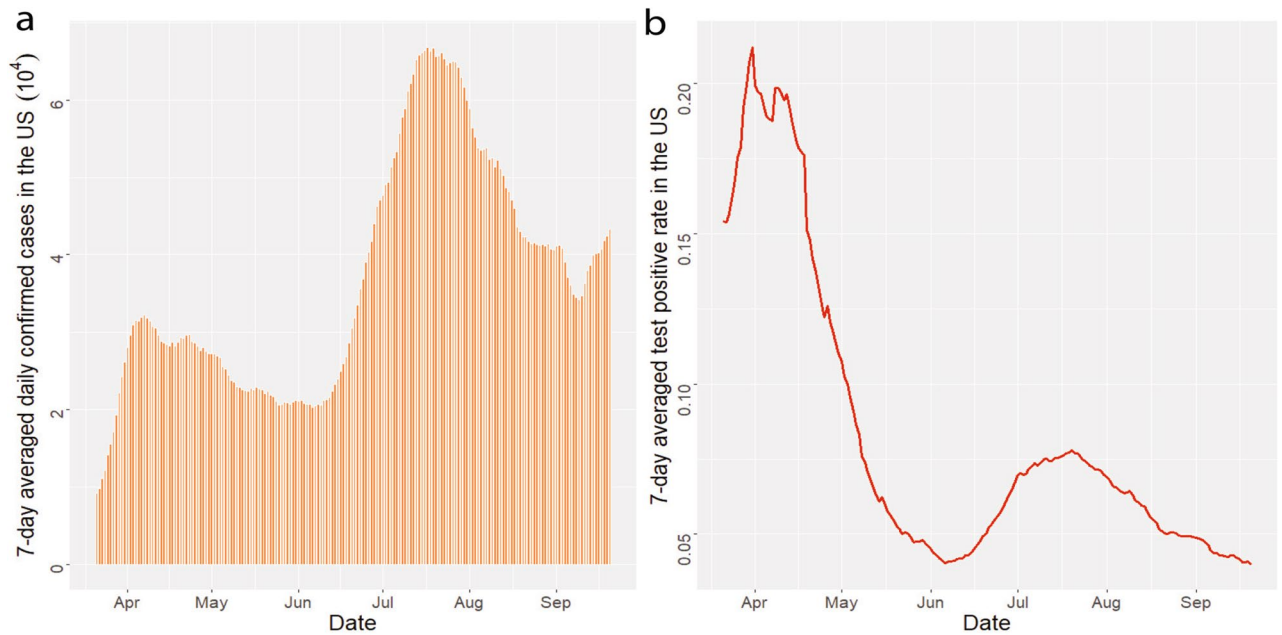 a
7-day averaged daily confirmed cases in the US (10⁴)
6
4
2
0
Apr May Jun Jul Aug Sep
Date
b
7-day averaged test positive rate in the US
0.20
0.15
0.10
0.05
Apr May Jun Jul Aug Sep
Date